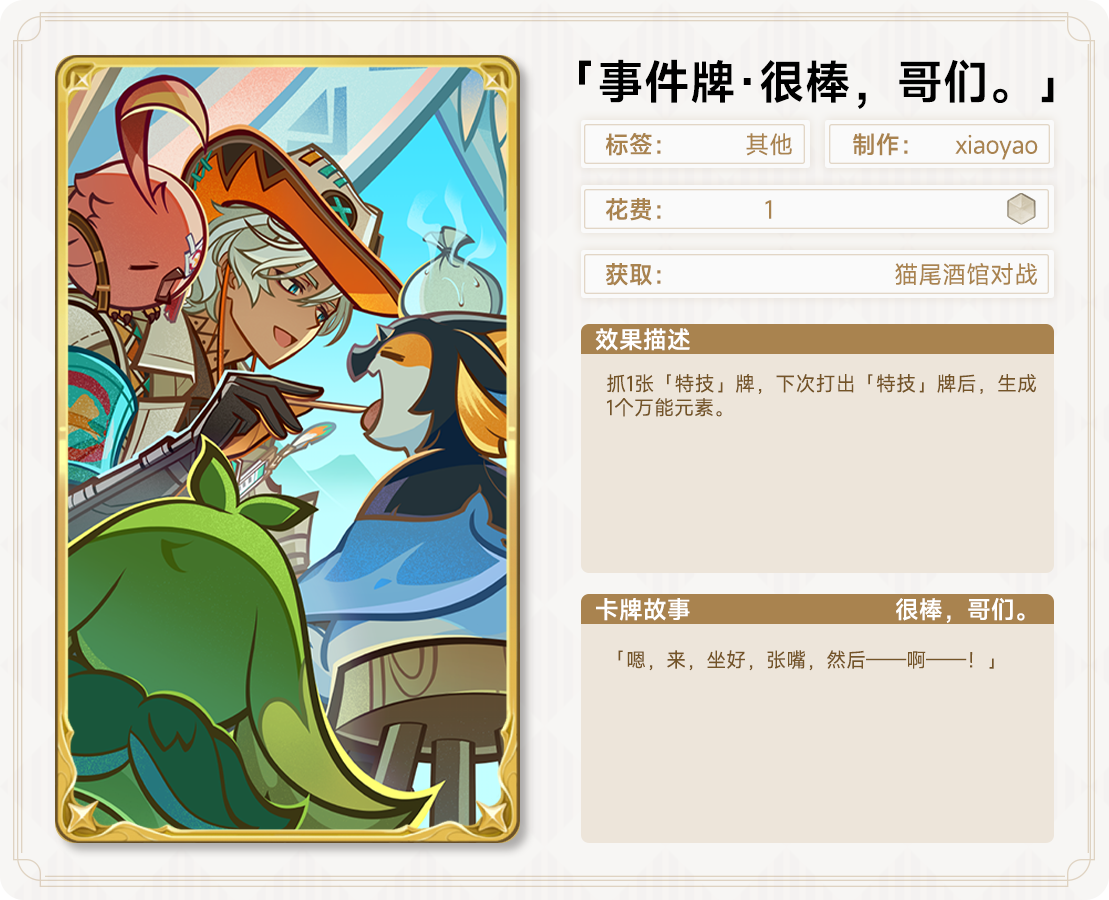 「事件牌·很棒，哥们。」
标签： 其他
制作： xiaoyao
花费： 1
获取： 猫尾酒馆对战
效果描述
抓1张「特技」牌，下次打出「特技」牌后，生成
1个万能元素。
卡牌故事 很棒，哥们。
「嗯，来，坐好，张嘴，然后——啊——！」